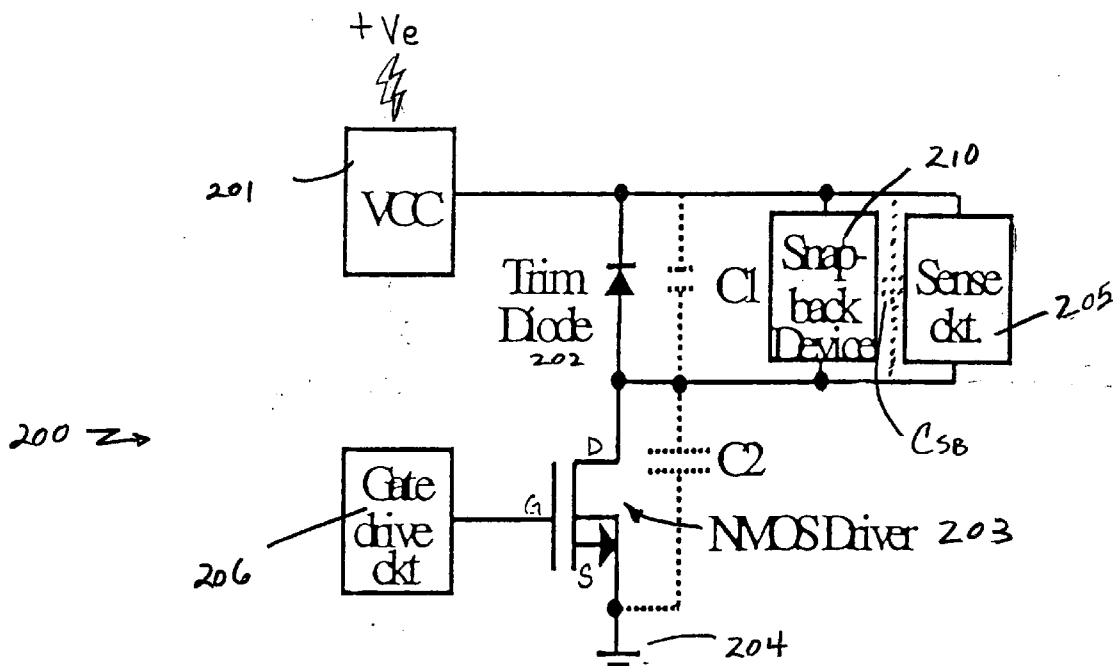 +Ve
201
VCC
210
Trim
Diode
202
C1
Snap-
back
Device
Sense
ckt.
205
CSB
200
D
C2
Gate
drive
ckt
G
S
NMOS Driver 203
206
204